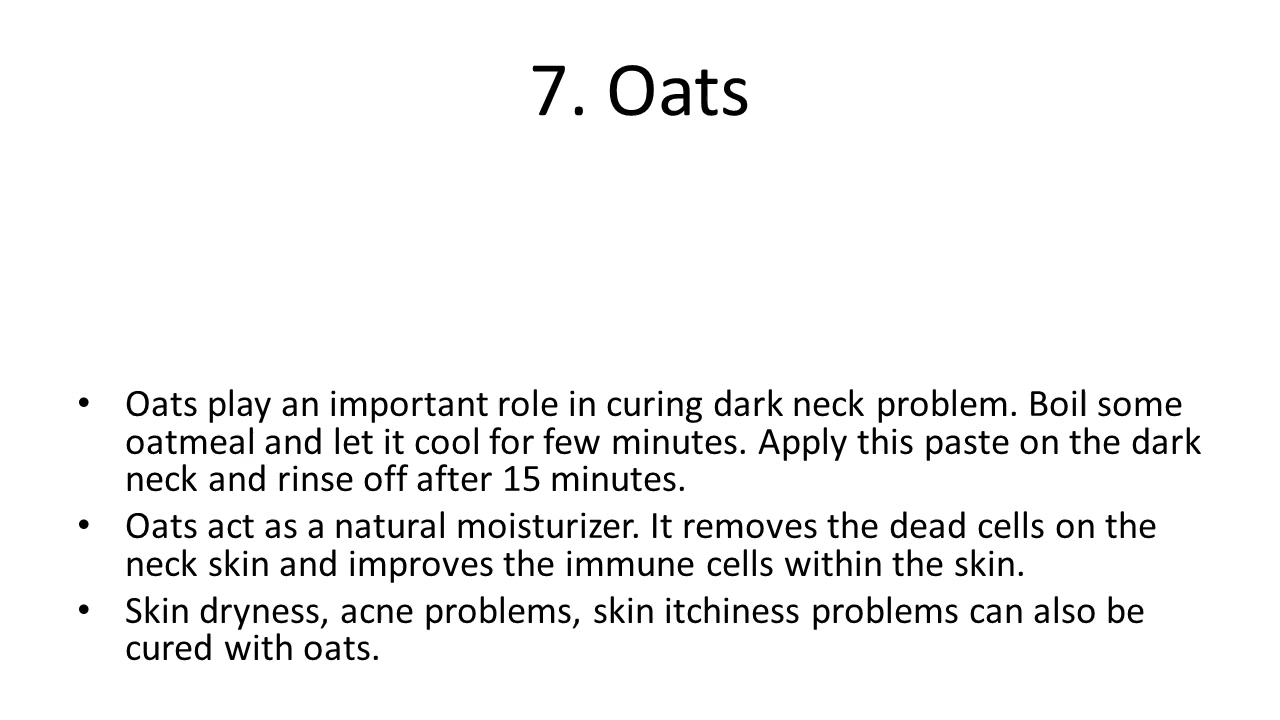 7. Oats
• Oats play an important role in curing dark neck problem. Boil some
oatmeal and let it cool for few minutes. Apply this paste on the dark
neck and rinse off after 15 minutes.
• Oats act as a natural moisturizer. It removes the dead cells on the
neck skin and improves the immune cells within the skin.
• Skin dryness, acne problems, skin itchiness problems can also be
cured with oats.